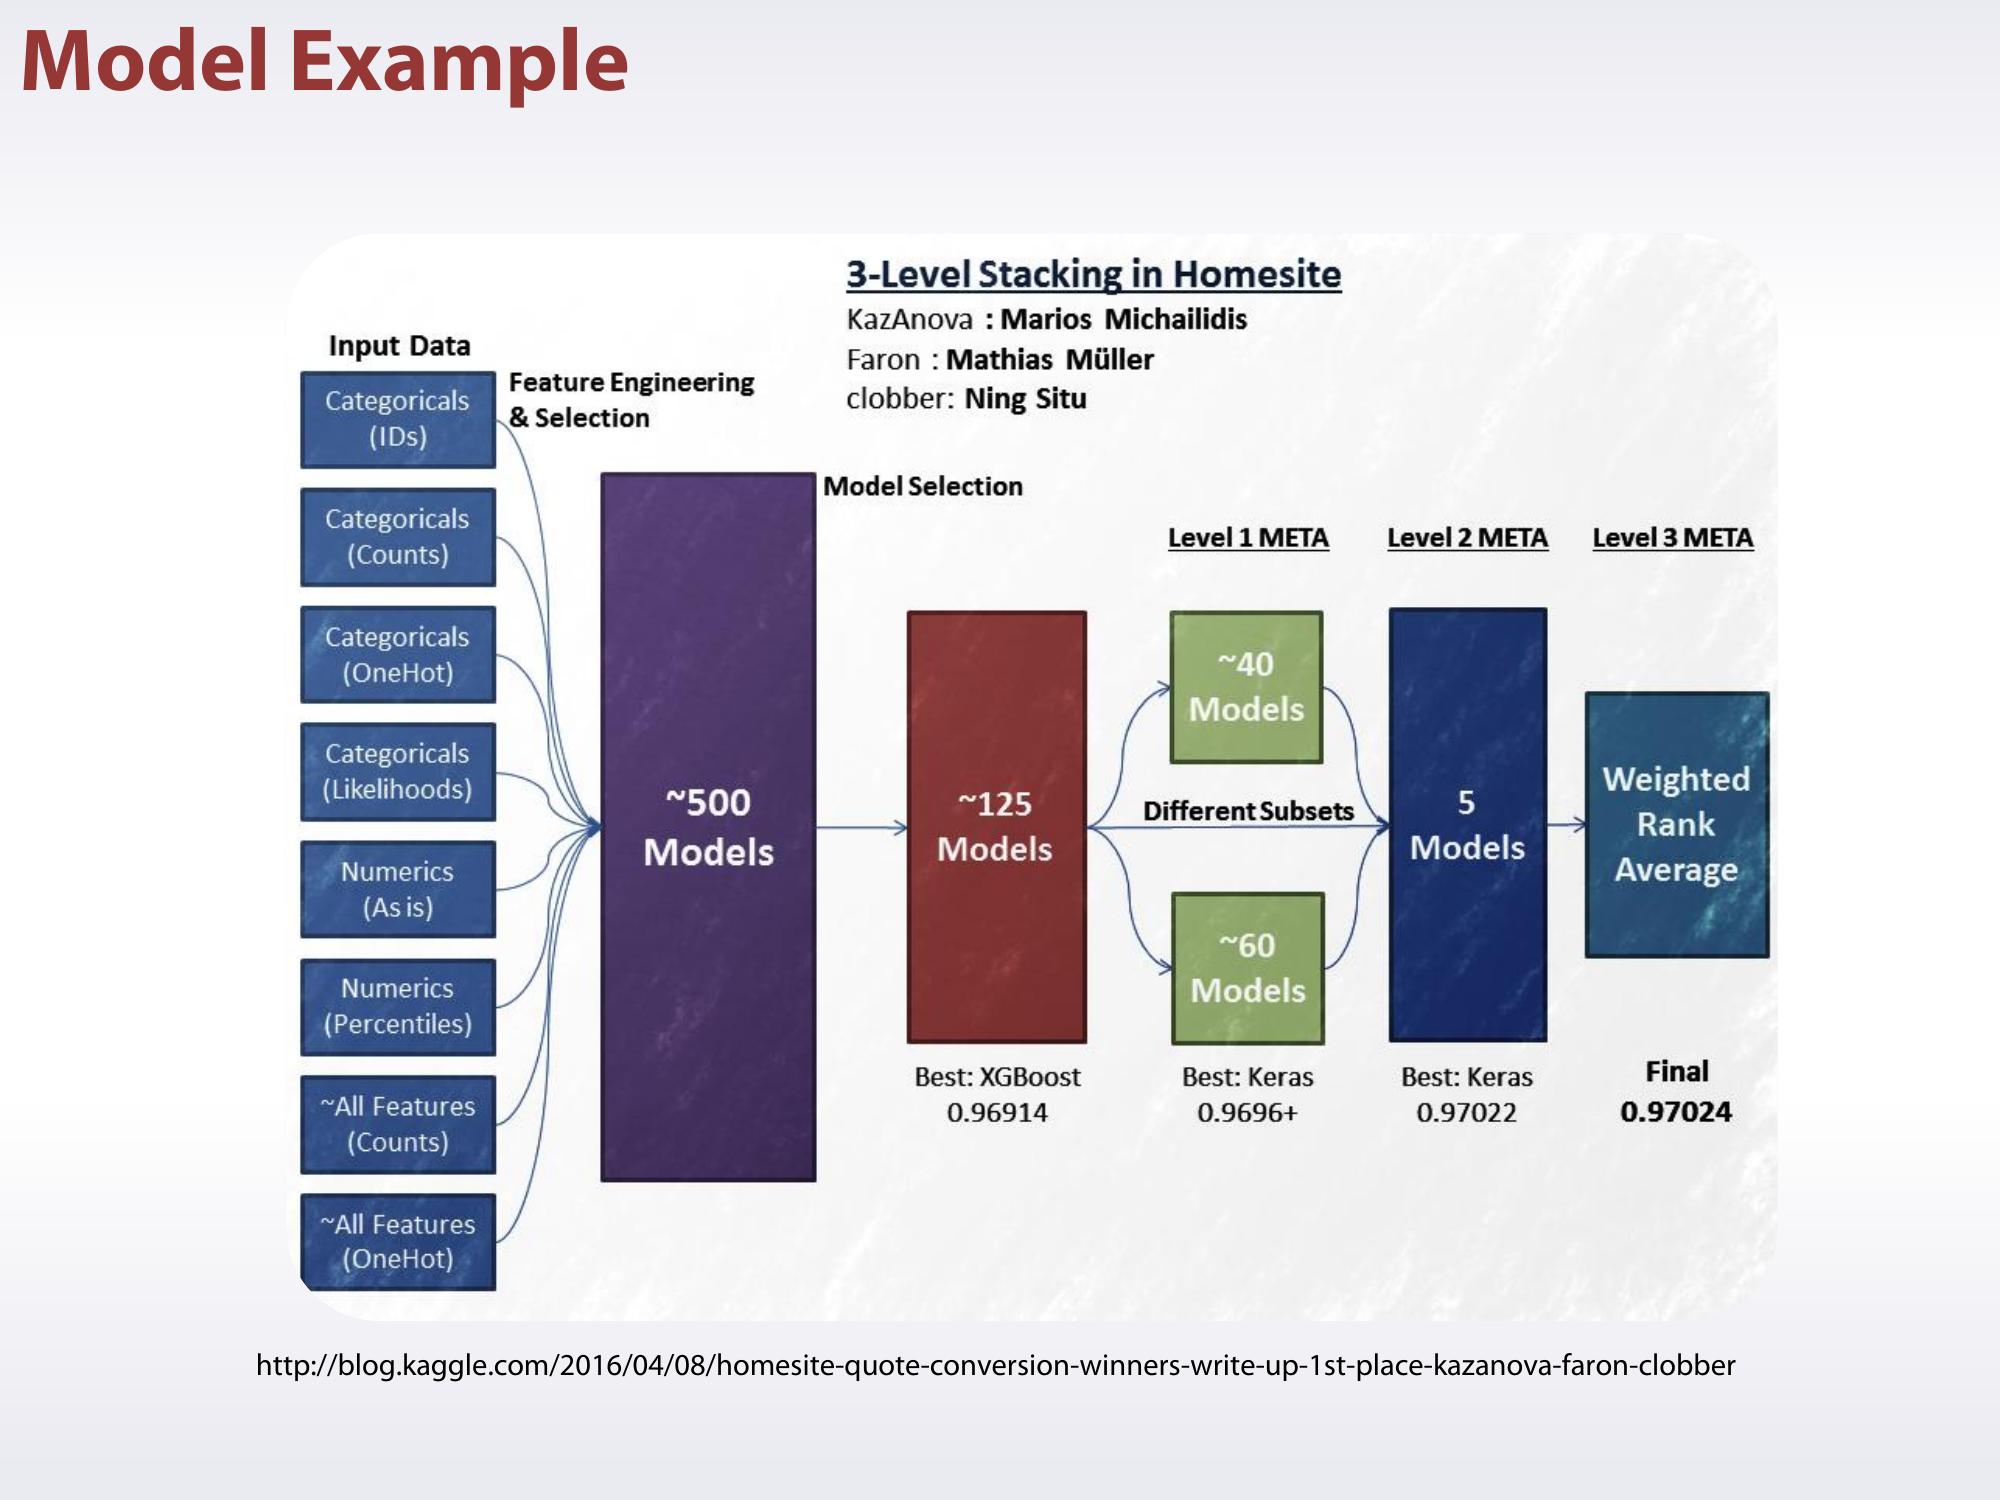 Model Example
3-Level Stacking in Homesite
KazAnova : Marios Michailidis
Faron : Mathias Müller
clobber: Ning Situ
Input Data
Categoricals
(IDs)
Categoricals
(Counts)
Categoricals
(OneHot)
Categoricals
(Likelihoods)
Numerics
(As is)
Numerics
(Percentiles)
~All Features
(Counts)
~All Features
(OneHot)
Feature Engineering
& Selection
~500
Models
Model Selection
~125
Models
Best: XGBoost
0.96914
Level 1 META
~40
Models
Different Subsets
~60
Models
Best: Keras
0.9696+
Level 2 META
5
Models
Best: Keras
0.97022
Level 3 META
Weighted
Rank
Average
Final
0.97024
http://blog.kaggle.com/2016/04/08/homesite-quote-conversion-winners-write-up-1st-place-kazanova-faron-clobber